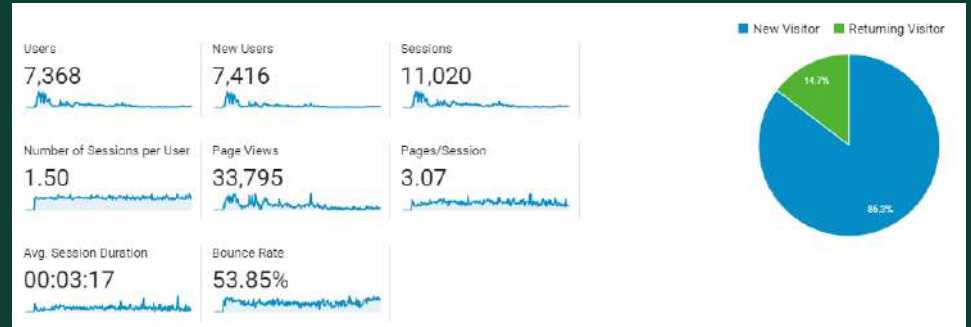 New Visitor Returning Visitor
Users New Users Sessions
7,368 7,416 11,020
14.7%
Number of Sessions per User Page Views Pages/Session
1.50 33,795 3.07
85.3%
Avg. Session Duration Bounce Rate
00:03:17 53.85%